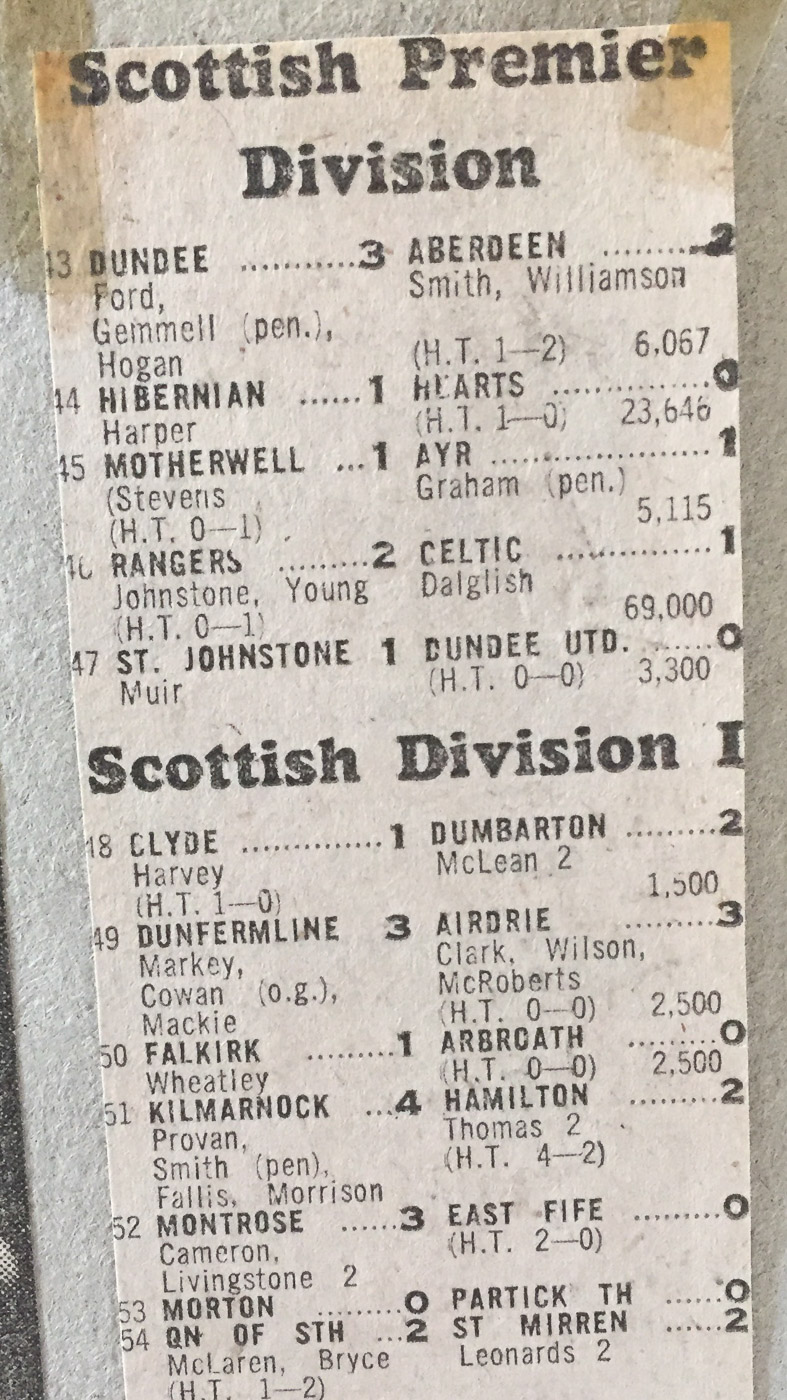 Scottish Premier
Division
43 DUNDEE ...........3 ABERDEEN .........2
Ford, Smith, Williamson
Gemmell (pen.),
Hogan (H.T. 1—2) 6,067
44 HIBERNIAN ......1 HEARTS ..............0
Harper (H.T. 1—0) 23,646
45 MOTHERWELL ...1 AYR ......................1
(Stevens Graham (pen.)
(H.T. 0—1) 5,115
46 RANGERS .........2 CELTIC ................1
Johnstone, Young Dalglish
(H.T. 0—1) 69,000
47 ST. JOHNSTONE 1 DUNDEE UTD. ......0
Muir (H.T. 0—0) 3,300
Scottish Division I
48 CLYDE ..............1 DUMBARTON .........2
Harvey McLean 2
(H.T. 1—0) 1,500
49 DUNFERMLINE 3 AIRDRIE .........3
Markey, Clark, Wilson,
Cowan (o.g.), McRoberts
Mackie (H.T. 0—0) 2,500
50 FALKIRK .........1 ARBROATH .........0
Wheatley (H.T. 0—0) 2,500
51 KILMARNOCK ...4 HAMILTON .........2
Provan, Thomas 2
Smith (pen), (H.T. 4—2)
Fallis, Morrison
52 MONTROSE ......3 EAST FIFE .........0
Cameron, (H.T. 2—0)
Livingstone 2
53 MORTON .........0 PARTICK TH ......0
54 QN OF STH ...2 ST MIRREN ......2
McLaren, Bryce Leonards 2
(H.T. 1—2)